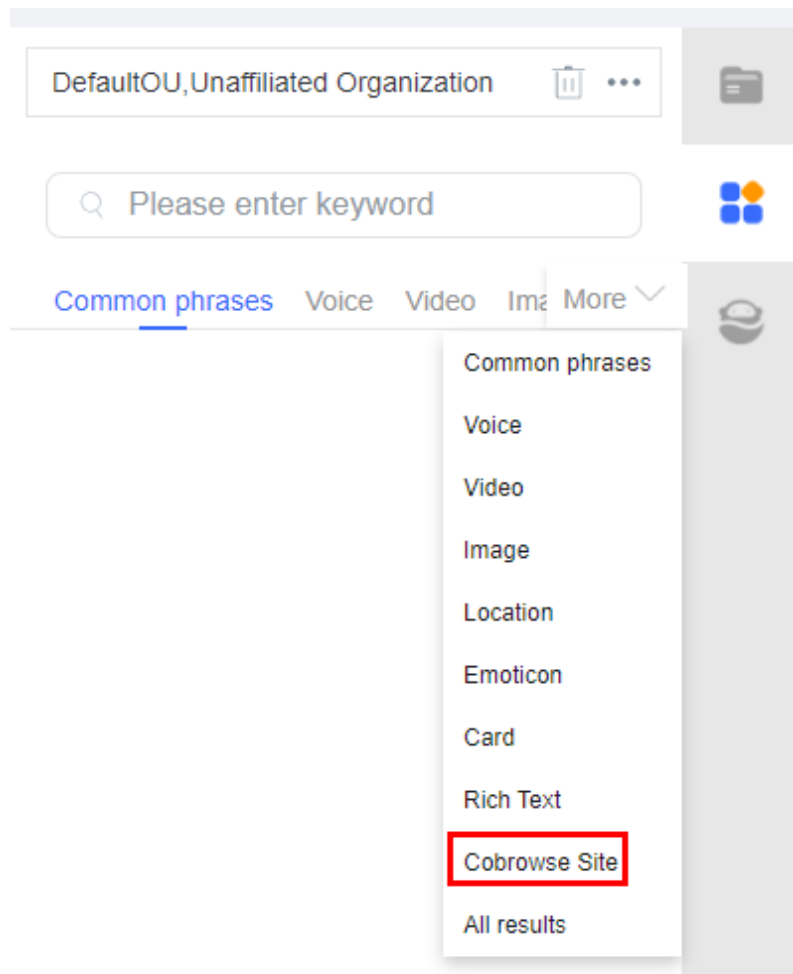 DefaultOU,Unaffiliated Organization
Please enter keyword
Common phrases Voice Video Ima More
Common phrases
Voice
Video
Image
Location
Emoticon
Card
Rich Text
Cobrowse Site
All results